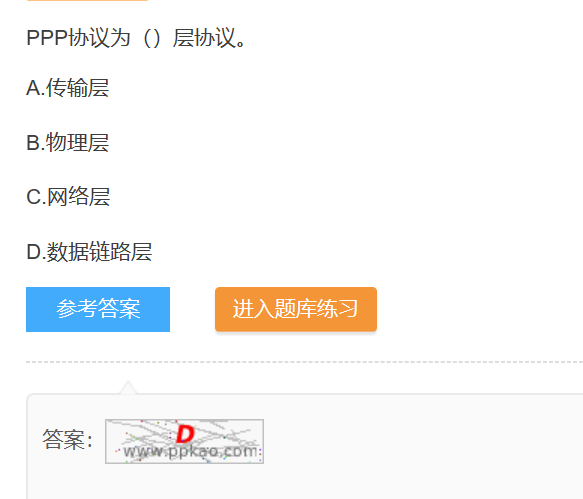 PPP协议为（）层协议。
A.传输层
B.物理层
C.网络层
D.数据链路层
参考答案 进入题库练习
答案： D
www.ppkao.com